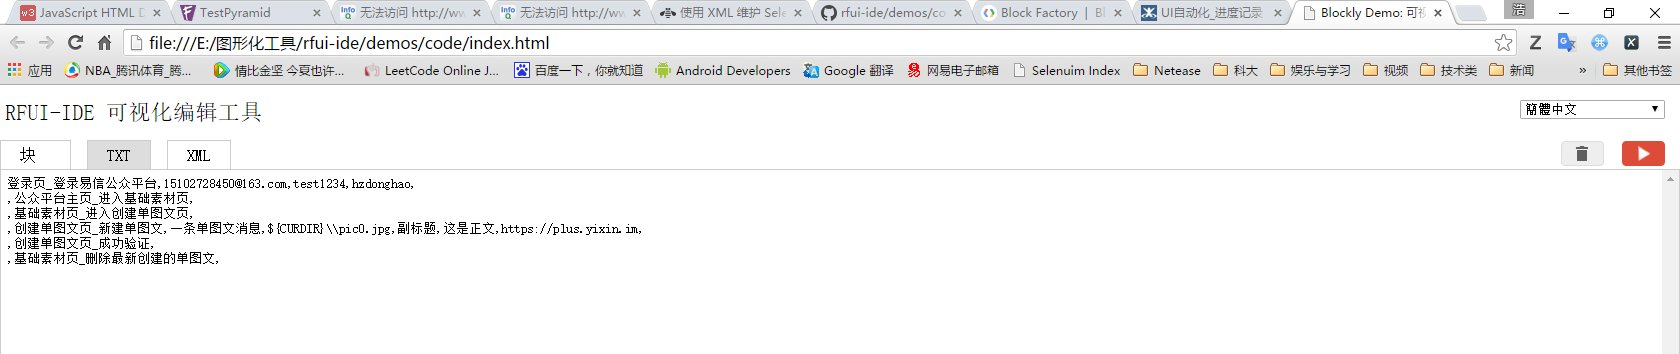 JavaScript HTML D
TestPyramid
无法访问 http://ww
无法访问 http://ww
使用 XML 维护 Sele
rfui-ide/demos/co
Block Factory | Bl
UI自动化_进度记录
Blockly Demo: 可视
浩
file:///E:/图形化工具/rfui-ide/demos/code/index.html
应用
NBA_腾讯体育_腾...
情比金坚 今夏也许...
LeetCode Online J...
百度一下，你就知道
Android Developers
Google 翻译
网易电子邮箱
Selenuim Index
Netease
科大
娱乐与学习
视频
技术类
新闻
»
其他书签
RFUI-IDE 可视化编辑工具
簡體中文
块
TXT
XML
登录页_登录易信公众平台,15102728450@163.com,test1234,hzdonghao,
,公众平台主页_进入基础素材页,
,基础素材页_进入创建单图文页,
,创建单图文页_新建单图文,一条单图文消息,${CURDIR}\\pic0.jpg,副标题,这是正文,https://plus.yixin.im,
,创建单图文页_成功验证,
,基础素材页_删除最新创建的单图文,